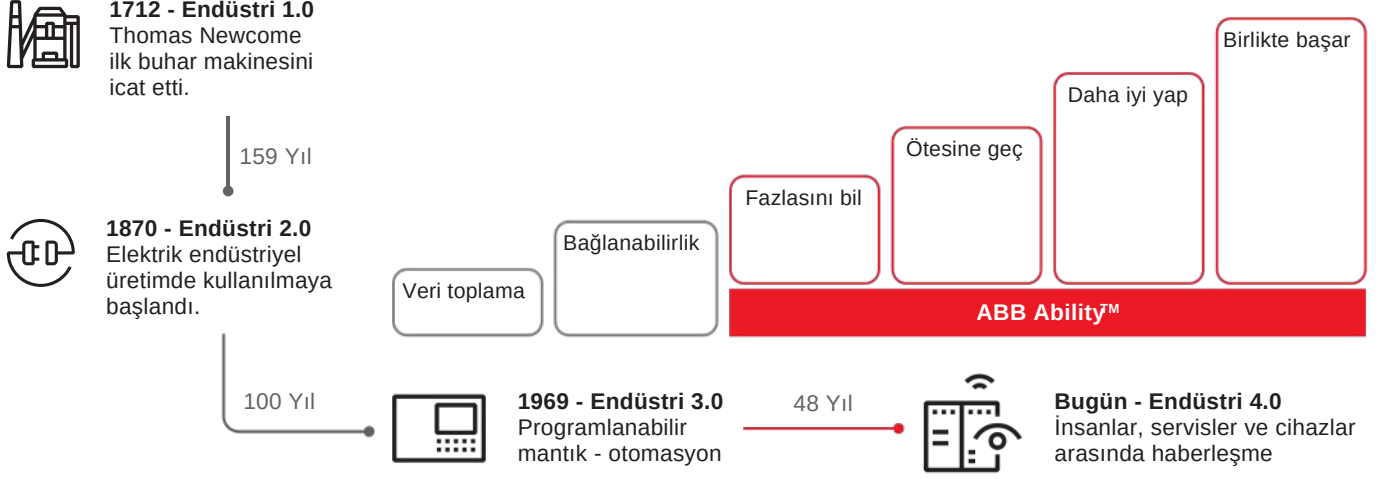 1712 - Endüstri 1.0
Thomas Newcome
ilk buhar makinesini
icat etti.
159 Yıl
1870 - Endüstri 2.0
Elektrik endüstriyel
üretimde kullanılmaya
başlandı.
100 Yıl
Veri toplama
Bağlanabilirlik
Fazlasını bil
Ötesine geç
Daha iyi yap
Birlikte başar
ABB Ability™
1969 - Endüstri 3.0
Programlanabilir
mantık - otomasyon
48 Yıl
Bugün - Endüstri 4.0
İnsanlar, servisler ve cihazlar
arasında haberleşme